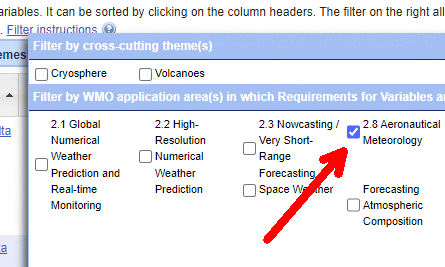 ariables. It can be sorted by clicking on the column headers. The filter on the right all
. Filter instructions
emes
Filter by cross-cutting theme(s)
Cryosphere Volcanoes
Filter by WMO application area(s) in which Requirements for Variables ar
2.1 Global
Numerical
Weather
Prediction and
Real-time
Monitoring
2.2 High-
Resolution
Numerical
Weather
Prediction
2.3 Nowcasting /
Very Short-
Range
Forecasting
Space Weather
2.8 Aeronautical
Meteorology
Forecasting
Atmospheric
Composition
lta
ta